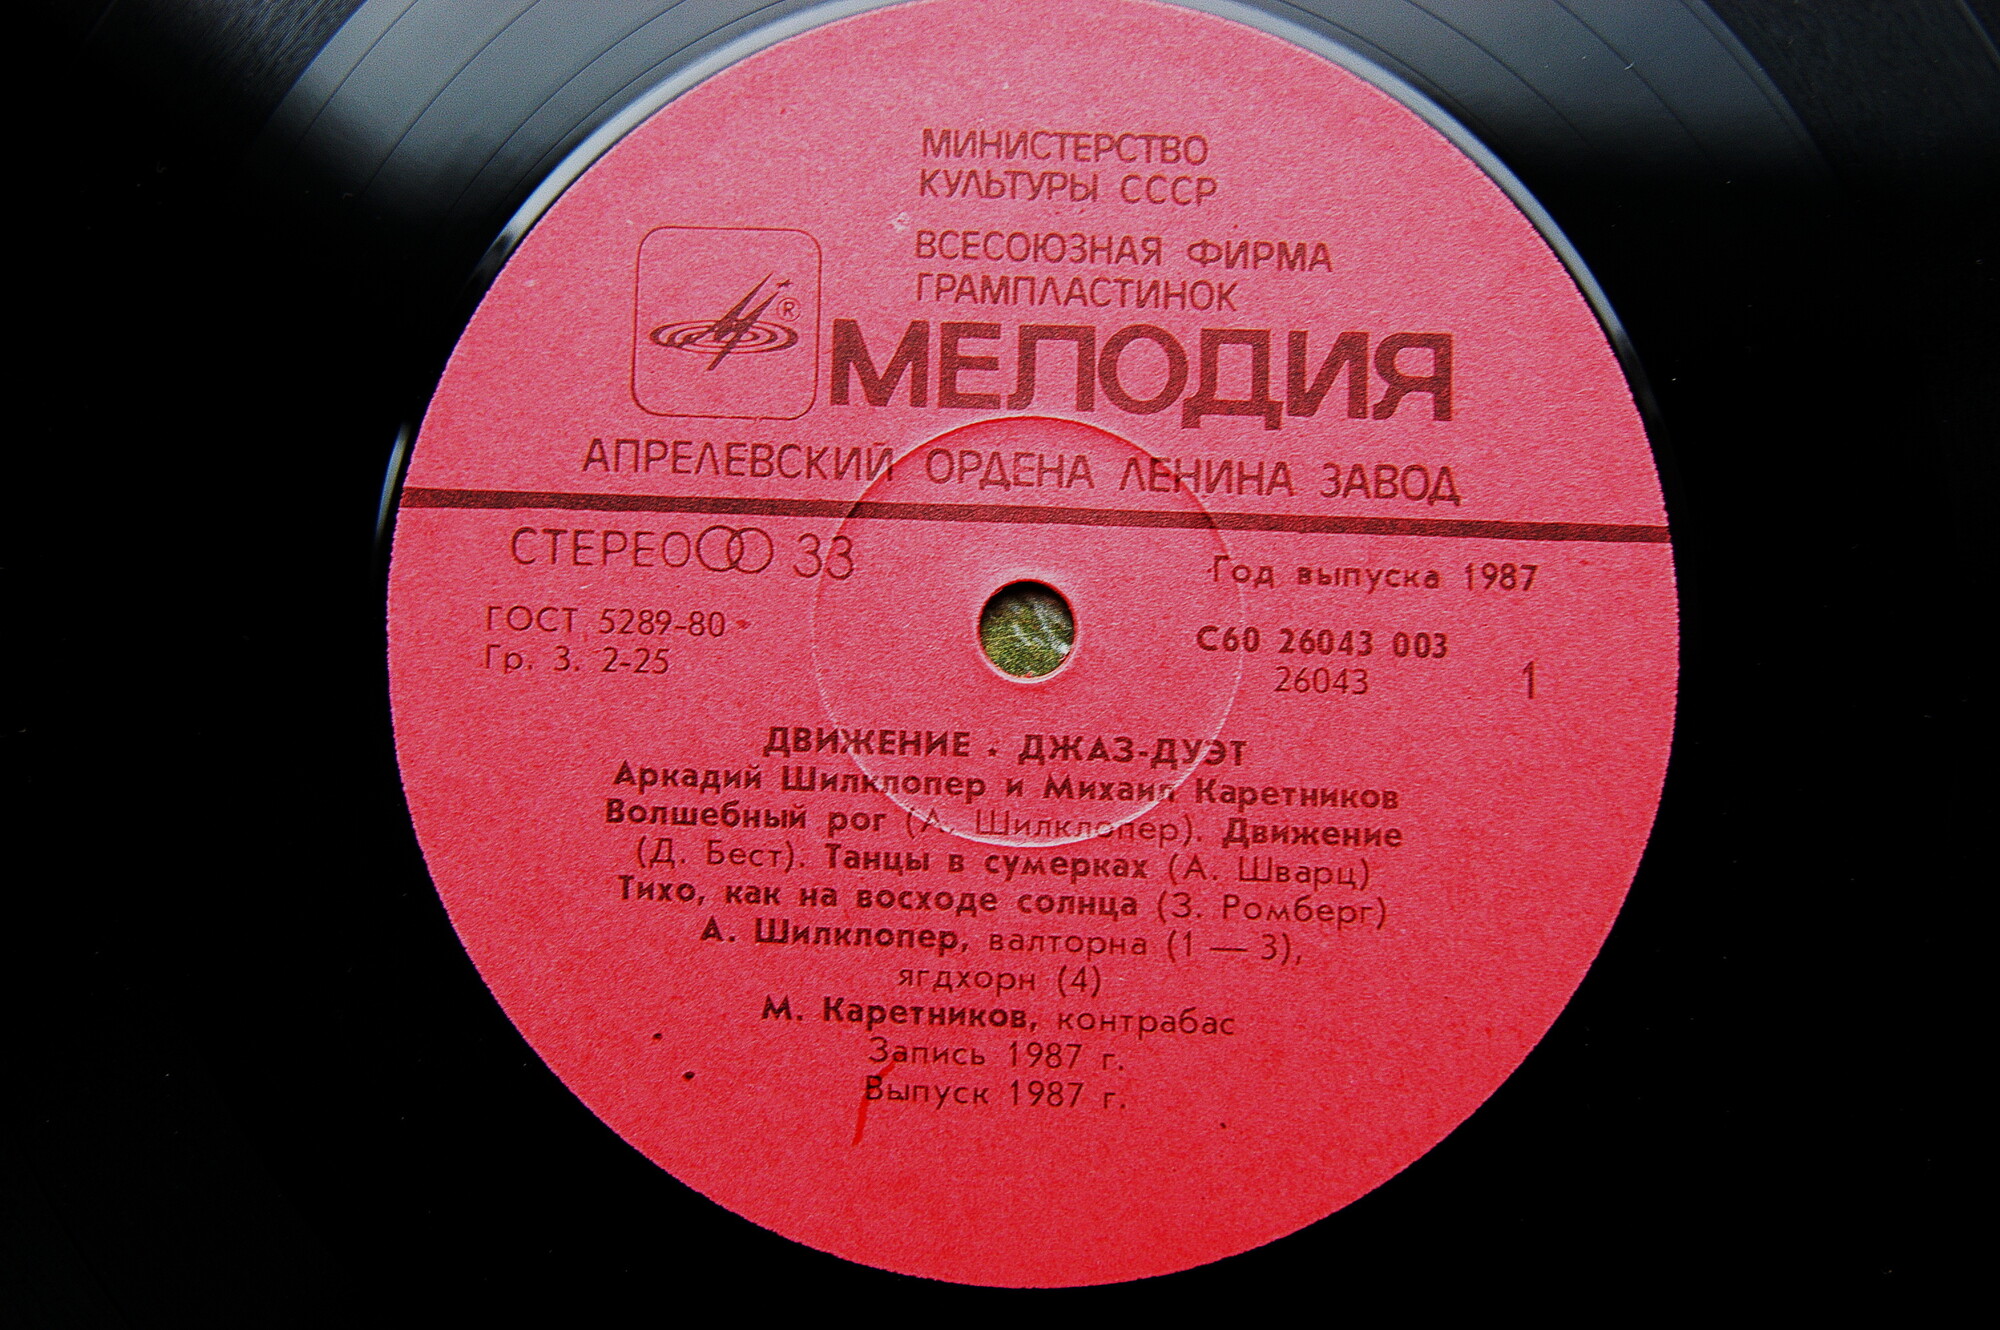 МИНИСТЕРСТВО
КУЛЬТУРЫ СССР
ВСЕСОЮЗНАЯ ФИРМА
ГРАМПЛАСТИНОК
®
МЕЛОДИЯ
АПРЕЛЕВСКИЙ ОРДЕНА ЛЕНИНА ЗАВОД
СТЕРЕО 33
ГОСТ 5289-80
Гр. 3. 2-25
Год выпуска 1987
С60 26043 003
26043
1
ДВИЖЕНИЕ . ДЖАЗ-ДУЭТ
Аркадий Шилклопер и Михаил Каретников
Волшебный рог (А. Шилклопер). Движение
(Д. Бест). Танцы в сумерках (А. Шварц)
Тихо, как на восходе солнца (З. Ромберг)
А. Шилклопер, валторна (1 — 3),
ягдхорн (4)
М. Каретников, контрабас
Запись 1987 г.
Выпуск 1987 г.